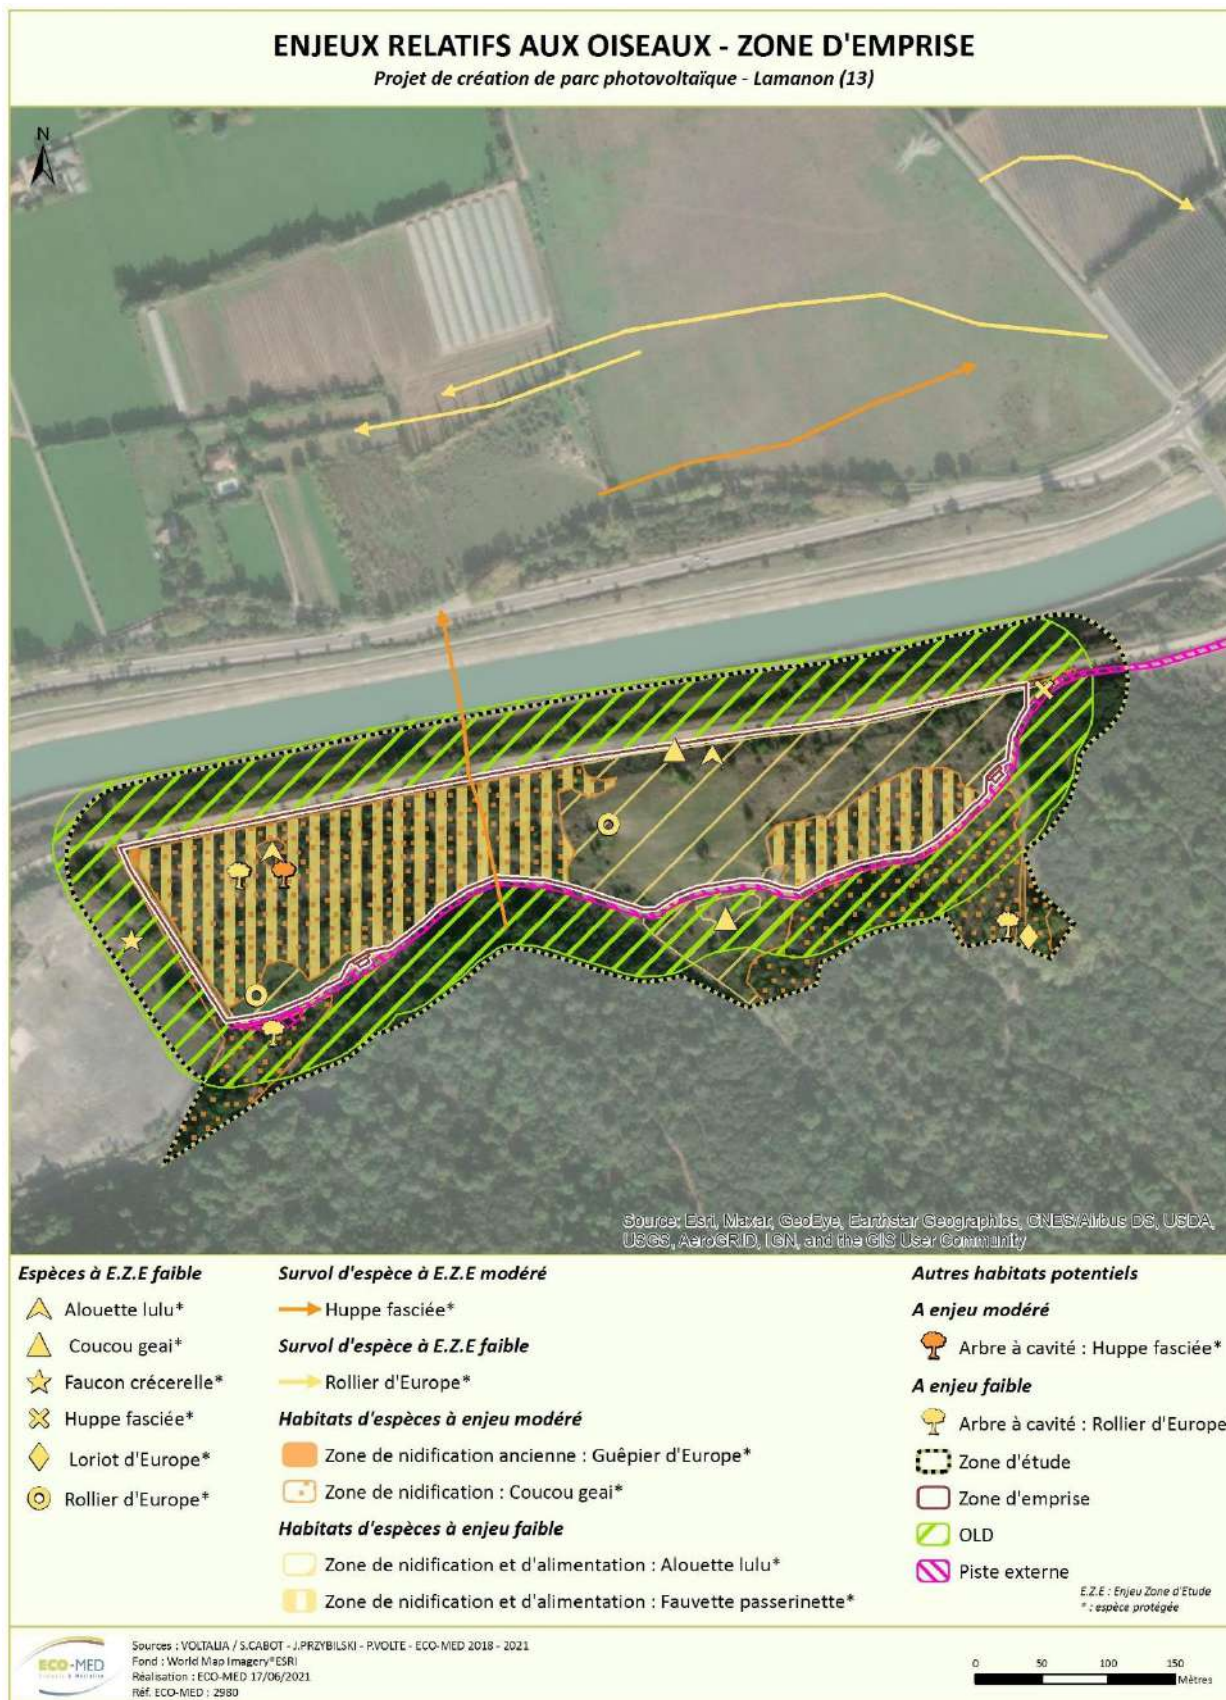 ENJEUX RELATIFS AUX OISEAUX - ZONE D'EMPRISE
Projet de création de parc photovoltaïque - Lamanon (13)
N
Source: Esri, Maxar, GeoEye, Earthstar Geographics, CNES/Airbus DS, USDA,
USGS, AeroGRID, IGN, and the GIS User Community
Espèces à E.Z.E faible
Alouette lulu*
Coucou geai*
Faucon crécerelle*
Huppe fasciée*
Loriot d'Europe*
Rollier d'Europe*
Survol d'espèce à E.Z.E modéré
Huppe fasciée*
Survol d'espèce à E.Z.E faible
Rollier d'Europe*
Habitats d'espèces à enjeu modéré
Zone de nidification ancienne : Guêpier d'Europe*
Zone de nidification : Coucou geai*
Habitats d'espèces à enjeu faible
Zone de nidification et d'alimentation : Alouette lulu*
Zone de nidification et d'alimentation : Fauvette passerinette*
Autres habitats potentiels
A enjeu modéré
Arbre à cavité : Huppe fasciée*
A enjeu faible
Arbre à cavité : Rollier d'Europe
Zone d'étude
Zone d'emprise
OLD
Piste externe
E.Z.E : Enjeu Zone d'Etude
* : espèce protégée
ECO-MED
Sources : VOLTALIA / S.CABOT - J.PRZYBILSKI - P.VOLTE - ECO-MED 2018 - 2021
Fond : World Map Imagery®ESRI
Réalisation : ECO-MED 17/06/2021
Réf. ECO-MED : 2980
0 50 100 150
Mètres